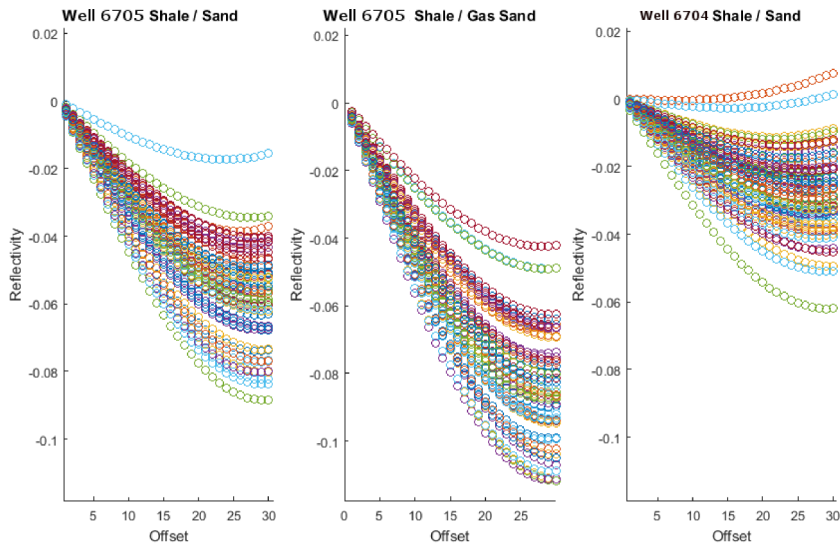 Well 6705 Shale / Sand
0.02
0
-0.02
-0.04
-0.06
-0.08
-0.1
Reflectivity
5 10 15 20 25 30
Offset
Well 6705 Shale / Gas Sand
0.02
0
-0.02
-0.04
-0.06
-0.08
-0.1
Reflectivity
0 5 10 15 20 25
Offset
Well 6704 Shale / Sand
0.02
0
-0.02
-0.04
-0.06
-0.08
-0.1
Reflectivity
5 10 15 20 25 30
Offset